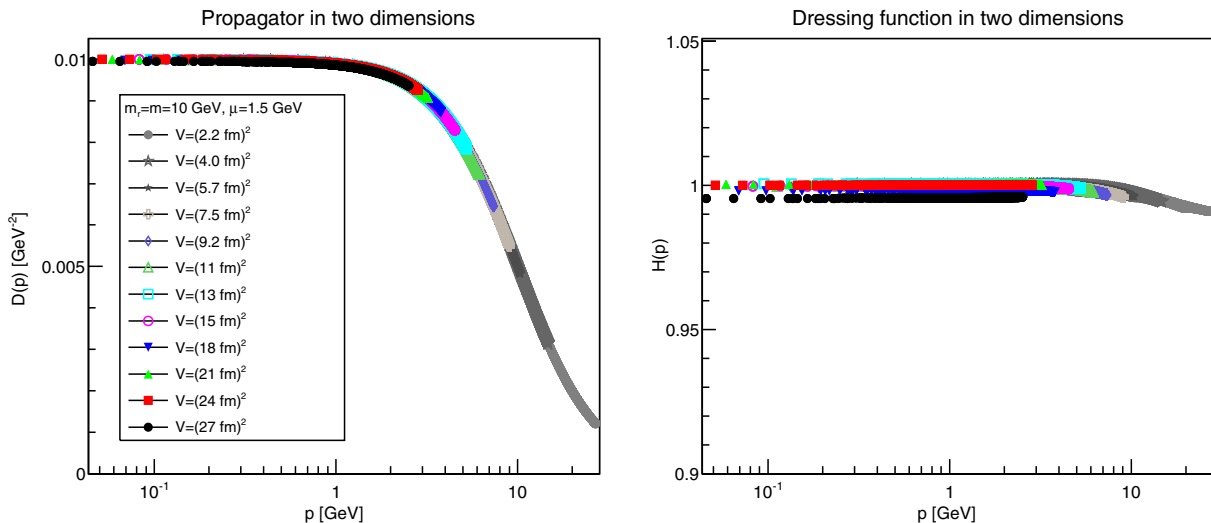 Propagator in two dimensions
D(p) [GeV⁻²]
0.01
0.005
0
mᵣ=m=10 GeV, μ=1.5 GeV
V=(2.2 fm)²
V=(4.0 fm)²
V=(5.7 fm)²
V=(7.5 fm)²
V=(9.2 fm)²
V=(11 fm)²
V=(13 fm)²
V=(15 fm)²
V=(18 fm)²
V=(21 fm)²
V=(24 fm)²
V=(27 fm)²
10⁻¹ 1 10
p [GeV]
Dressing function in two dimensions
H(p)
1.05
1
0.95
0.9
10⁻¹ 1 10
p [GeV]